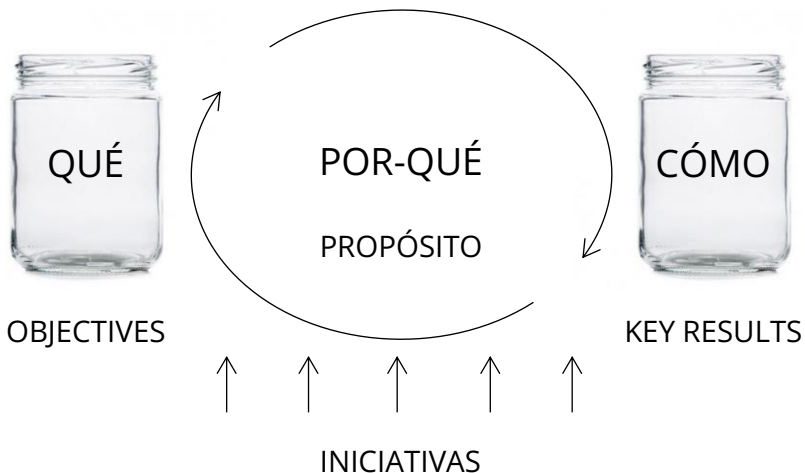 QUÉ
POR-QUÉ
CÓMO
PROPÓSITO
OBJECTIVES
KEY RESULTS
INICIATIVAS